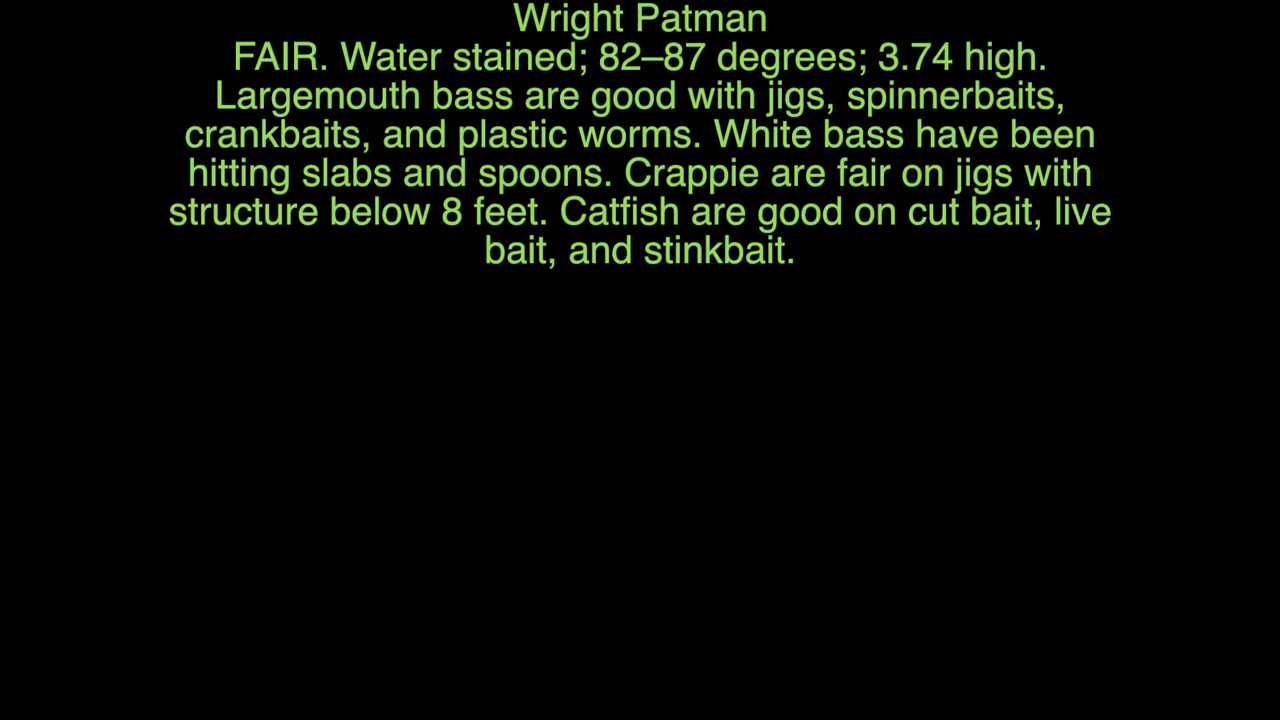 Wright Patman
FAIR. Water stained; 82–87 degrees; 3.74 high.
Largemouth bass are good with jigs, spinnerbaits,
crankbaits, and plastic worms. White bass have been
hitting slabs and spoons. Crappie are fair on jigs with
structure below 8 feet. Catfish are good on cut bait, live
bait, and stinkbait.